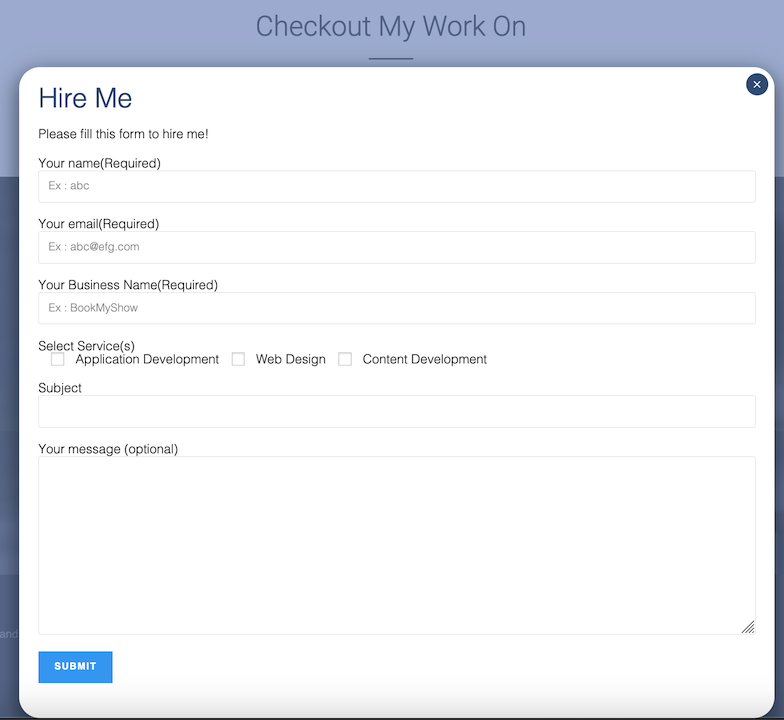 Checkout My Work On
Hire Me
Please fill this form to hire me!
Your name(Required)
Ex : abc
Your email(Required)
Ex : abc@efg.com
Your Business Name(Required)
Ex : BookMyShow
Select Service(s)
Application Development Web Design Content Development
Subject
Your message (optional)
and
SUBMIT